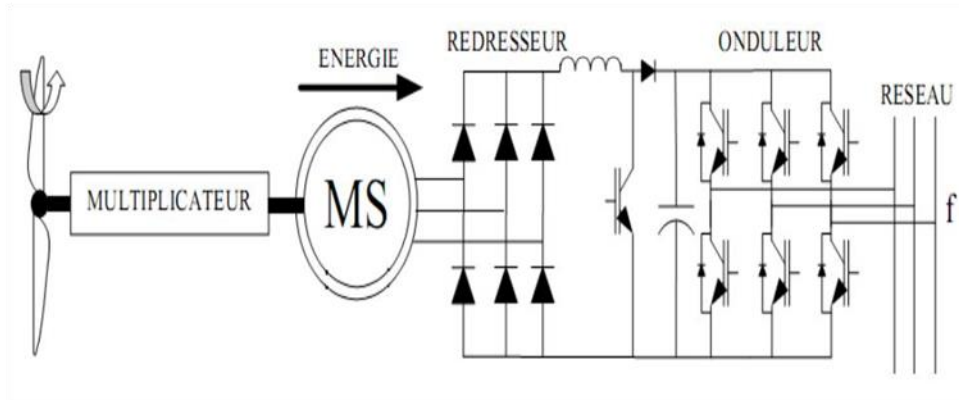 REDRESSEUR
ONDULEUR
ENERGIE
RESEAU
MULTIPLICATEUR
MS
f